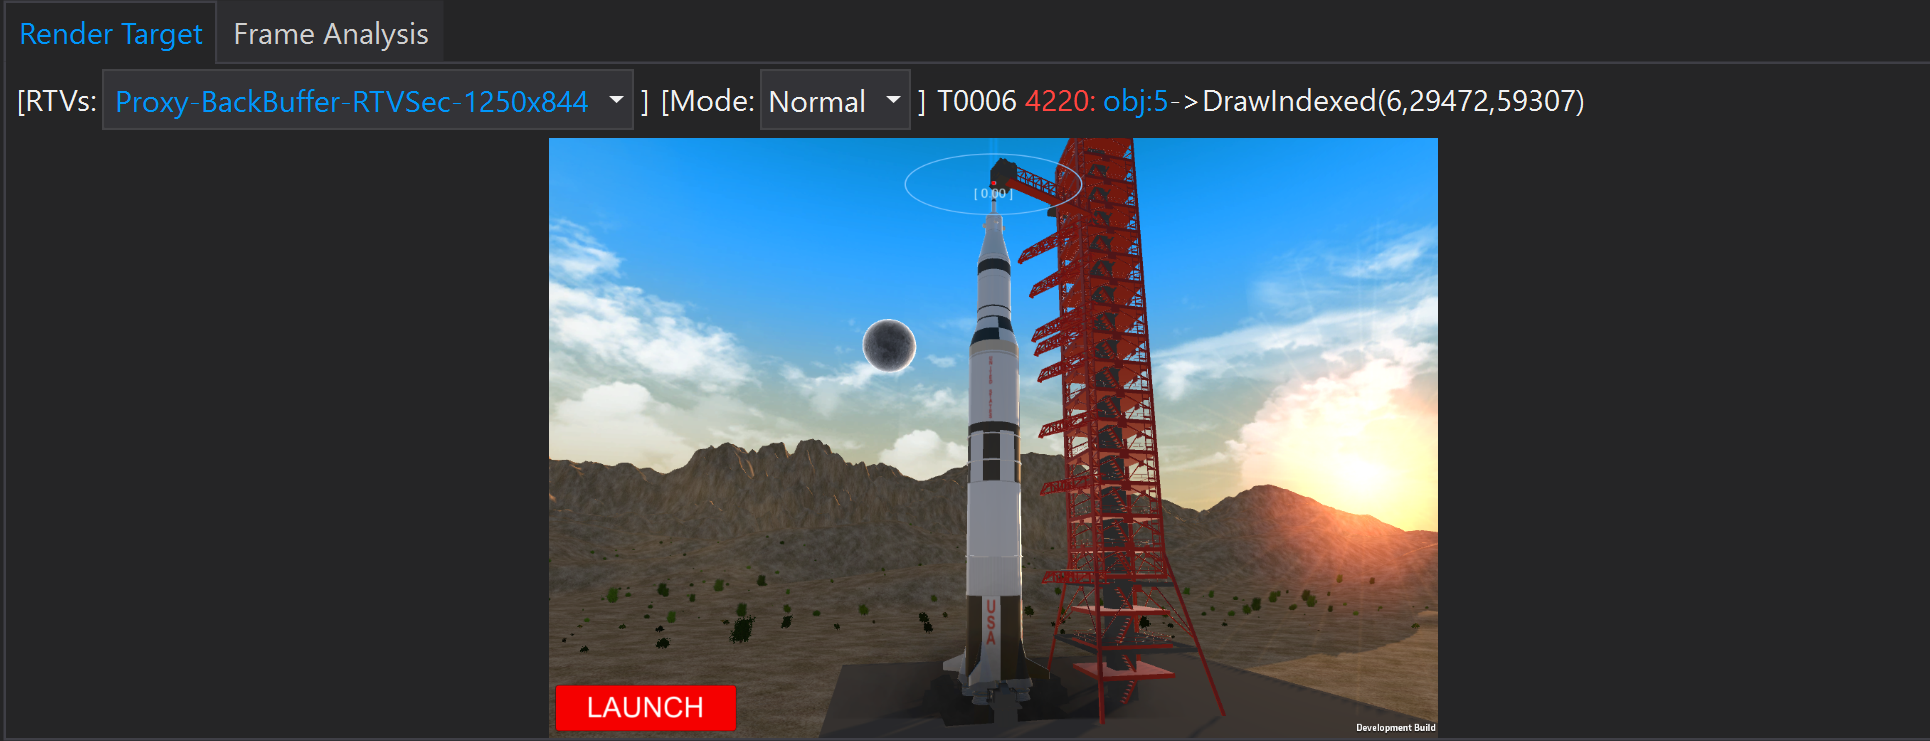 Render Target Frame Analysis
[RTVs: Proxy-BackBuffer-RTVSec-1250x844 ] [Mode: Normal ] T0006 4220: obj:5->DrawIndexed(6,29472,59307)
[ 0.00 ]
USA
LAUNCH
Development Build